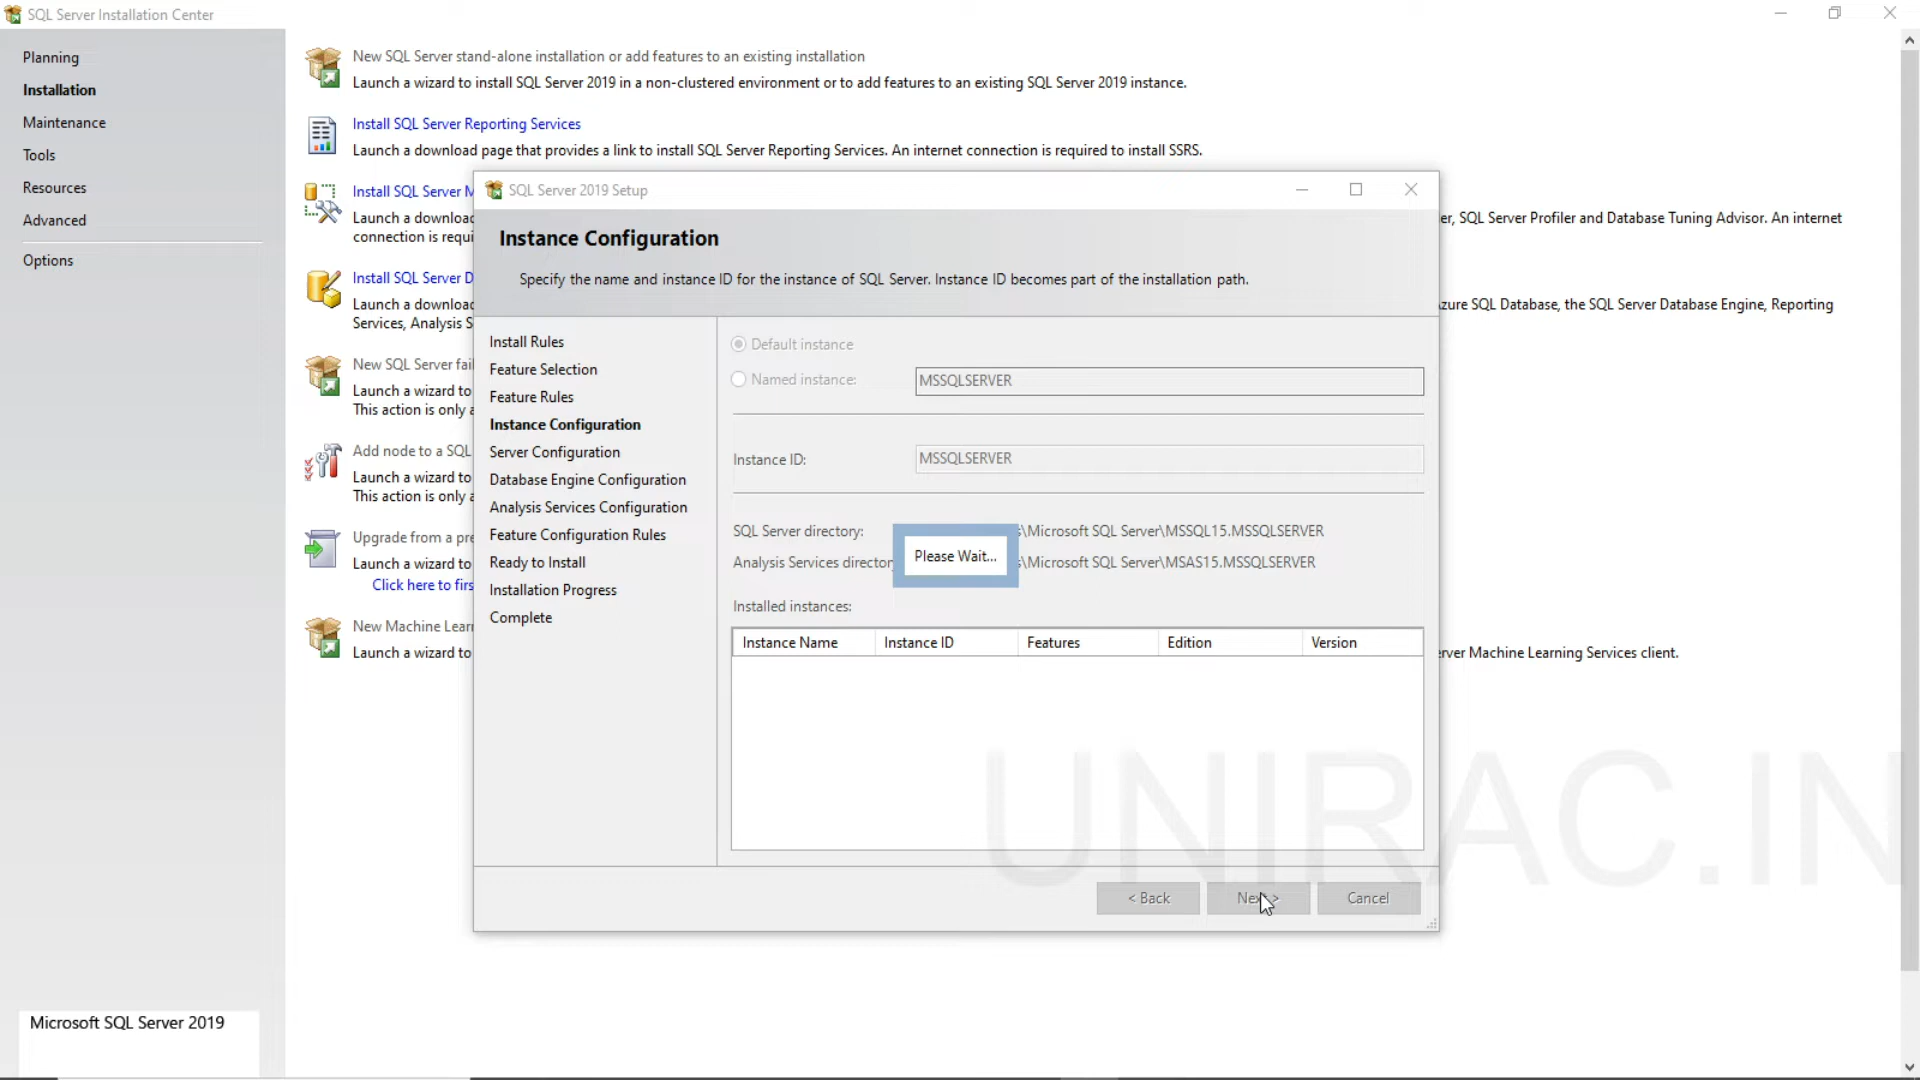 SQL Server Installation Center
Planning
Installation
Maintenance
Tools
Resources
Advanced
Options
Microsoft SQL Server 2019
New SQL Server stand-alone installation or add features to an existing installation
Launch a wizard to install SQL Server 2019 in a non-clustered environment or to add features to an existing SQL Server 2019 instance.
Install SQL Server Reporting Services
Launch a download page that provides a link to install SQL Server Reporting Services. An internet connection is required to install SSRS.
Install SQL Server
Launch a
er, SQL Server Profiler and Database Tuning Advisor. An internet
connection is
Install SQL Server
Launch a
SQL Database, the SQL Server Database Engine, Reporting
Services, Analysis
New SQL Server
Launch a wizard to
This action is only
Add node to a SQL
Launch a wizard to
This action is only
Upgrade from a
Launch a wizard to
Click here to
New Machine
Launch a wizard to
Machine Learning Services client.
SQL Server 2019 Setup
Instance Configuration
Specify the name and instance ID for the instance of SQL Server. Instance ID becomes part of the installation path.
Install Rules
Feature Selection
Feature Rules
Instance Configuration
Server Configuration
Database Engine Configuration
Analysis Services Configuration
Feature Configuration Rules
Ready to Install
Installation Progress
Complete
Default instance
Named instance: MSSQLSERVER
Instance ID: MSSQLSERVER
SQL Server directory: \Microsoft SQL Server\MSSQL15.MSSQLSERVER
Please Wait...
Analysis Services \Microsoft SQL Server\MSAS15.MSSQLSERVER
Installed instances:
Instance Name Instance ID Features Edition Version
< Back Next > Cancel
UNIRAC.IN